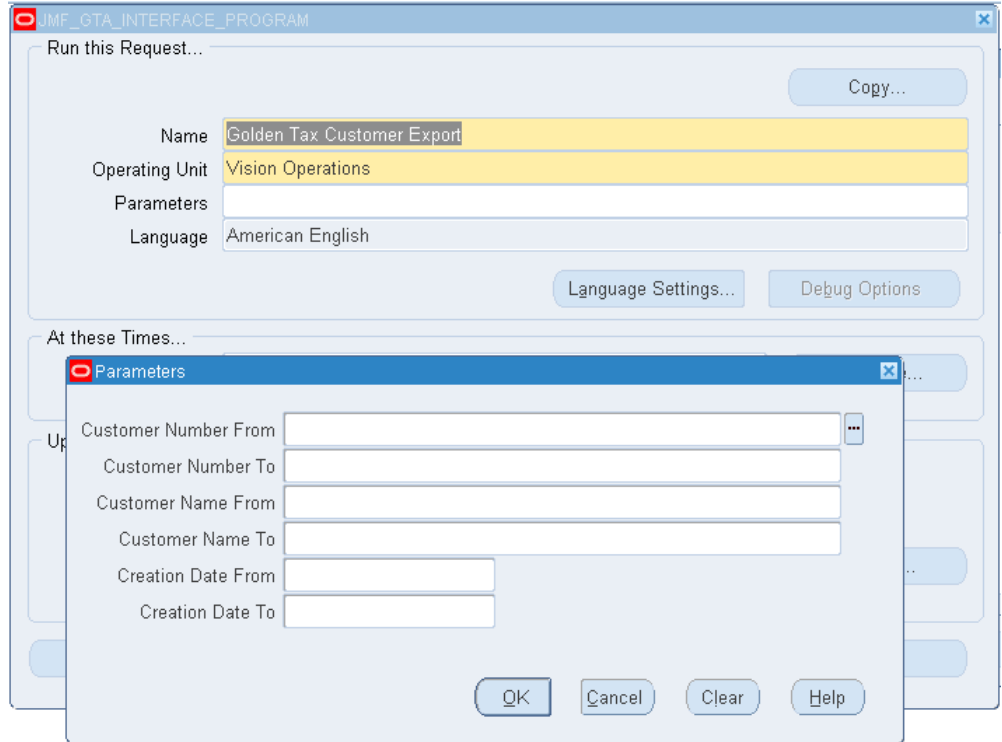 JMF_GTA_INTERFACE_PROGRAM
Run this Request...
Copy...
Name Golden Tax Customer Export
Operating Unit Vision Operations
Parameters
Language American English
Language Settings... Debug Options
At these Times...
Parameters
Customer Number From
Customer Number To
Customer Name From
Customer Name To
Creation Date From
Creation Date To
OK Cancel Clear Help